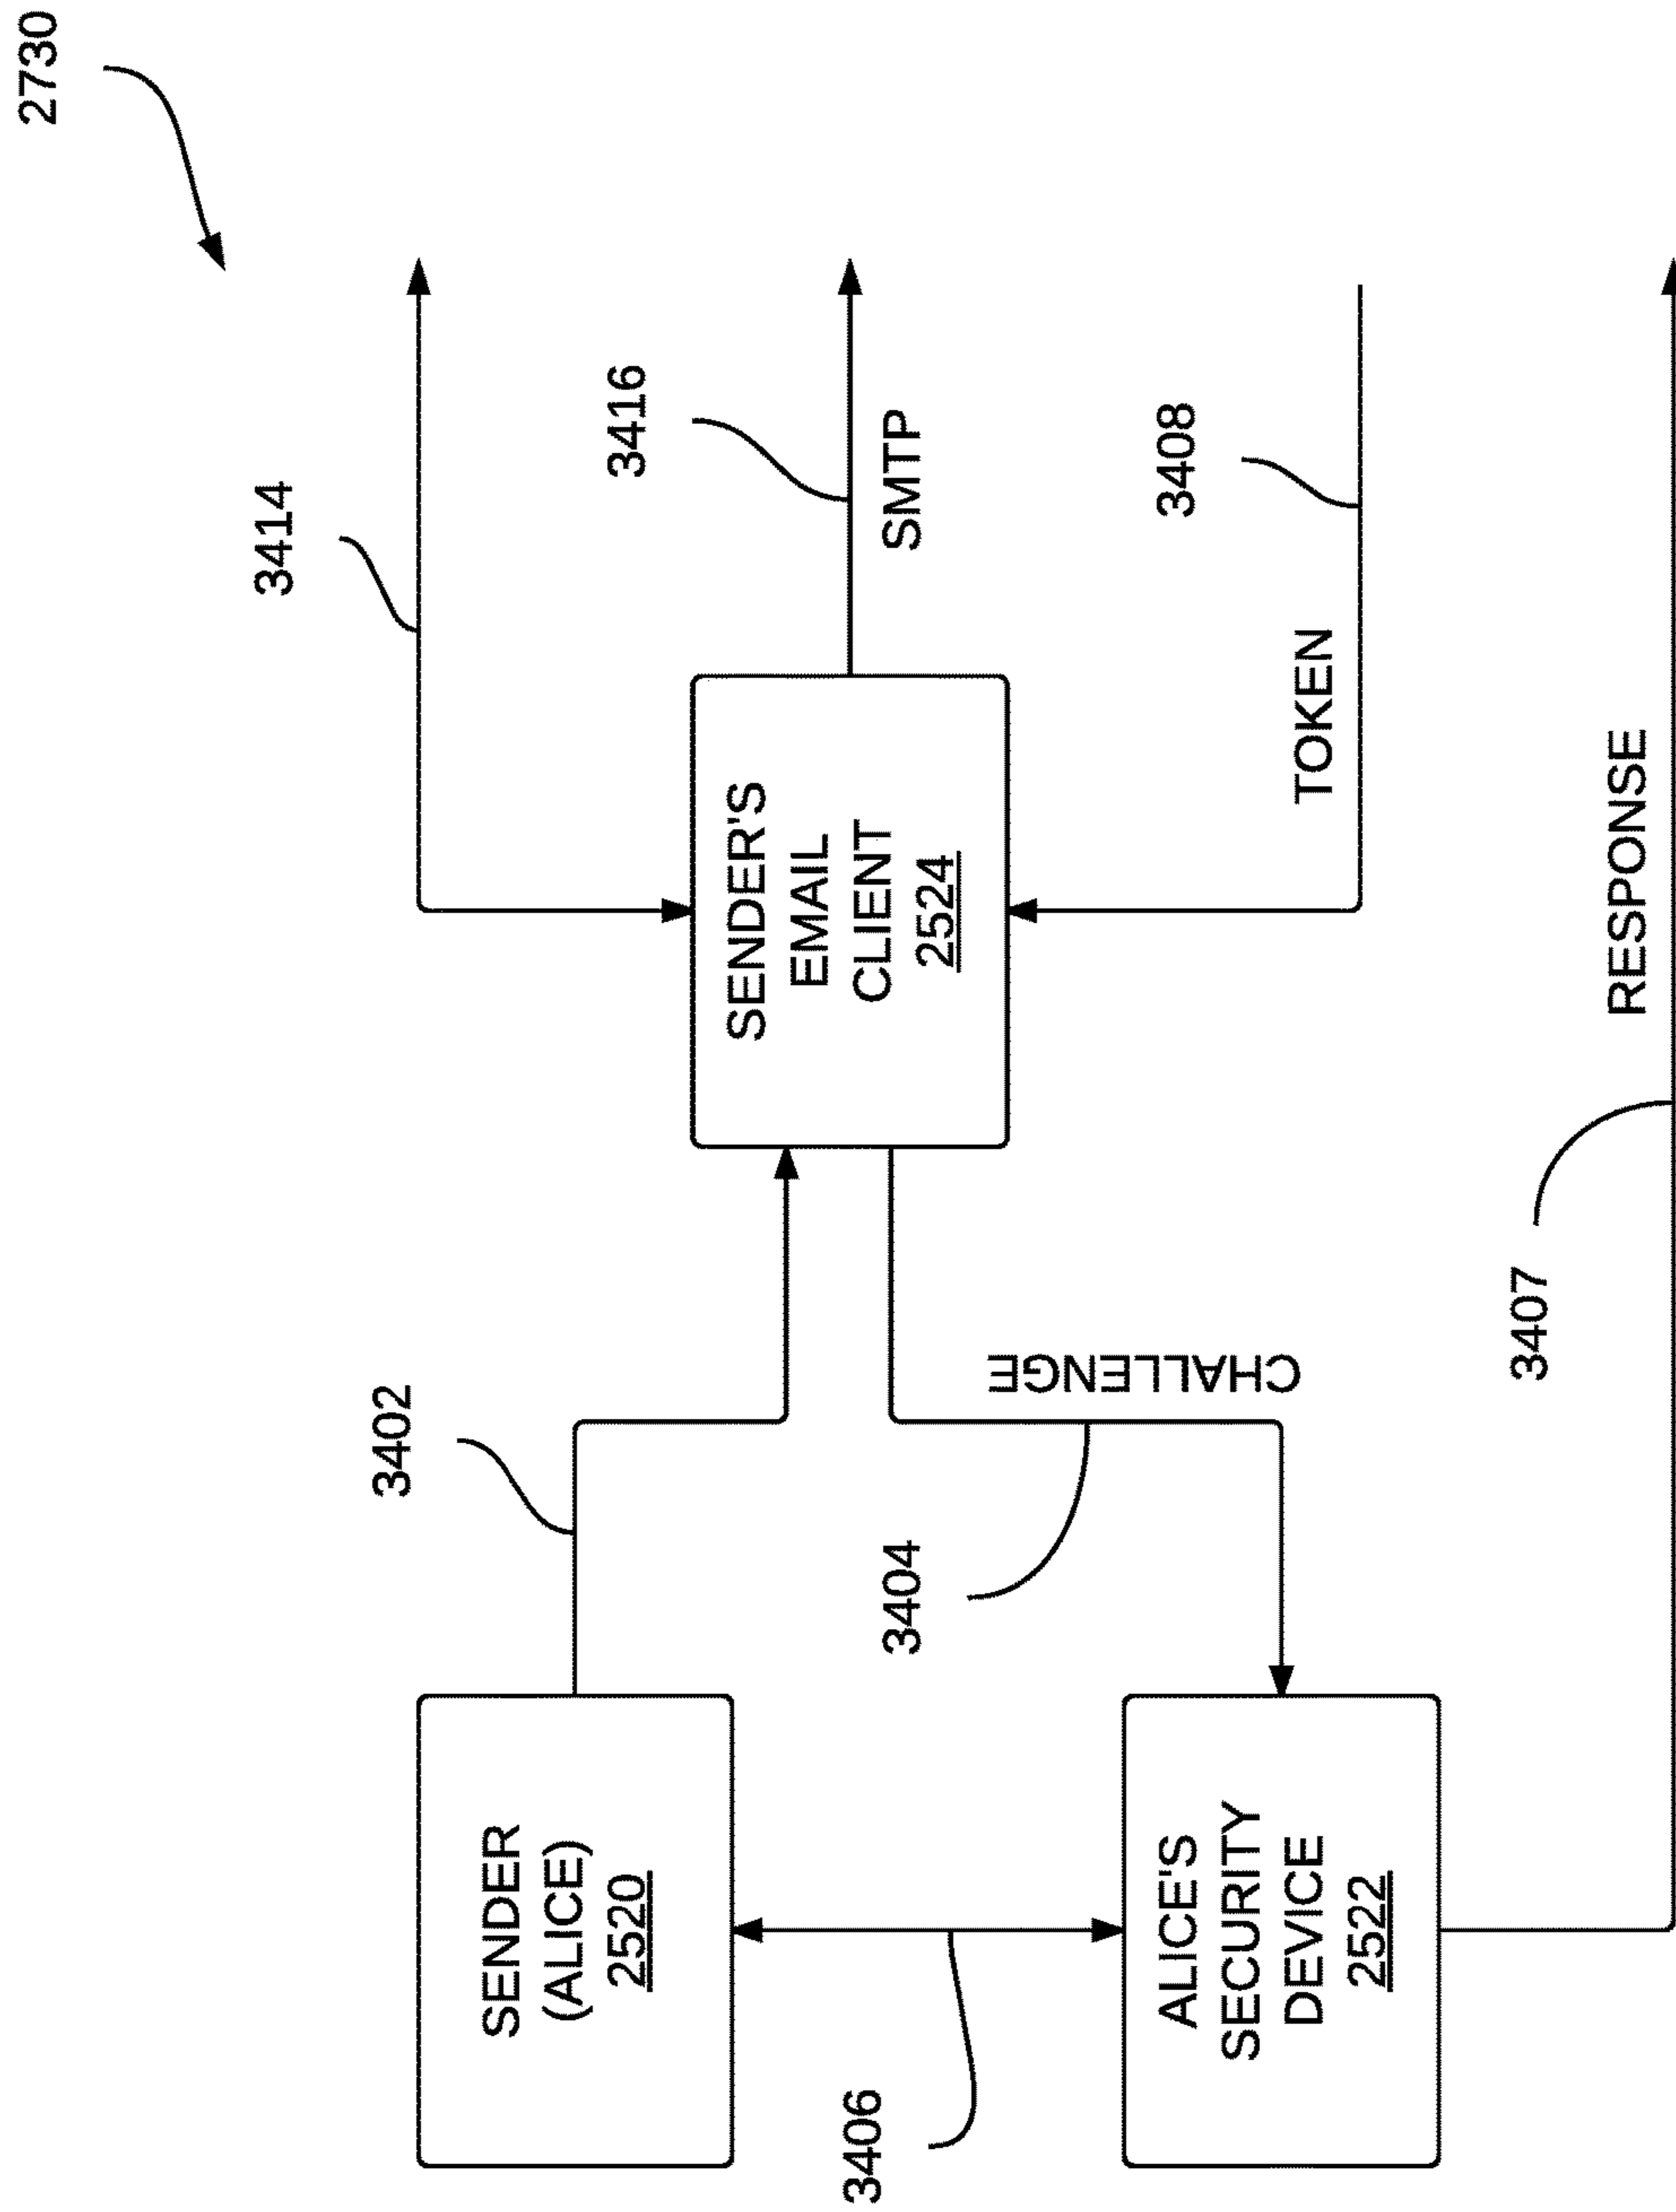 2730
3414
3416
SMTP
3402
SENDER
(ALICE)
2520
SENDER'S
EMAIL
CLIENT
2524
3408
TOKEN
3404
CHALLENGE
3406
ALICE'S
SECURITY
DEVICE
2522
3407
RESPONSE